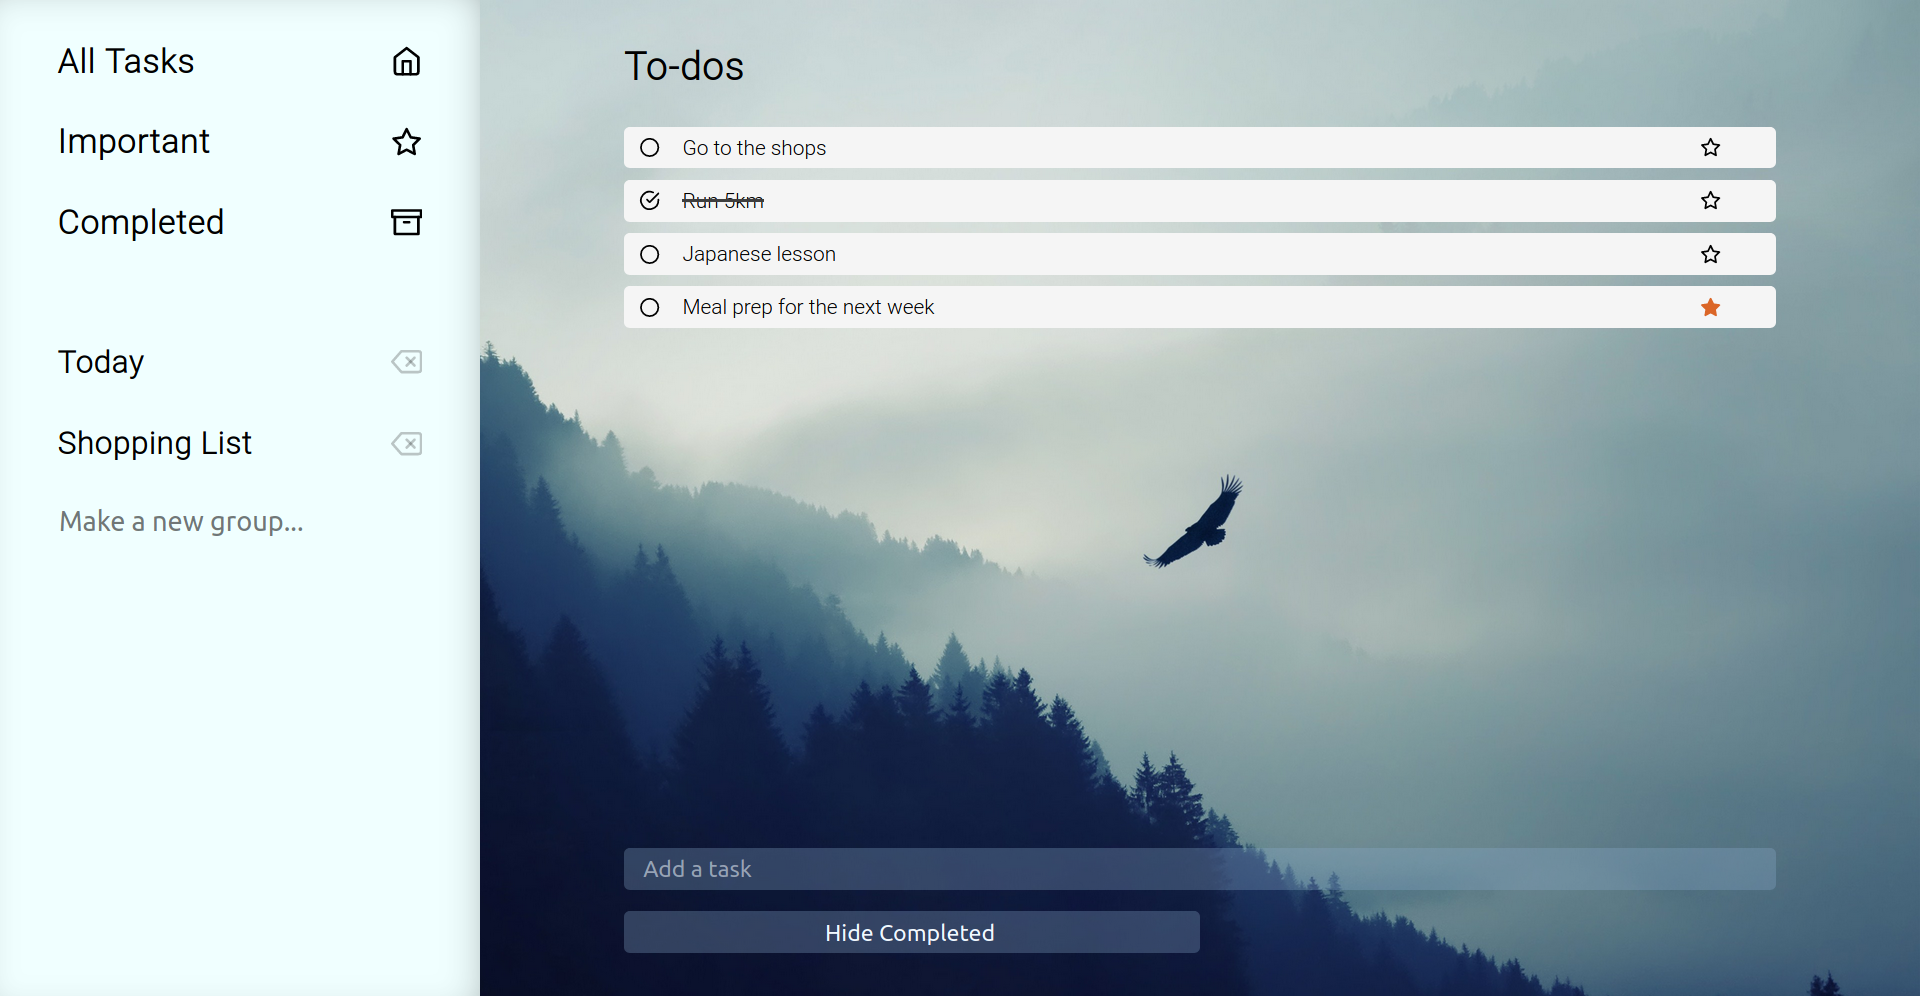 All Tasks
Important
Completed
Today
Shopping List
Make a new group...
To-dos
Go to the shops
Run 5km
Japanese lesson
Meal prep for the next week
Add a task
Hide Completed